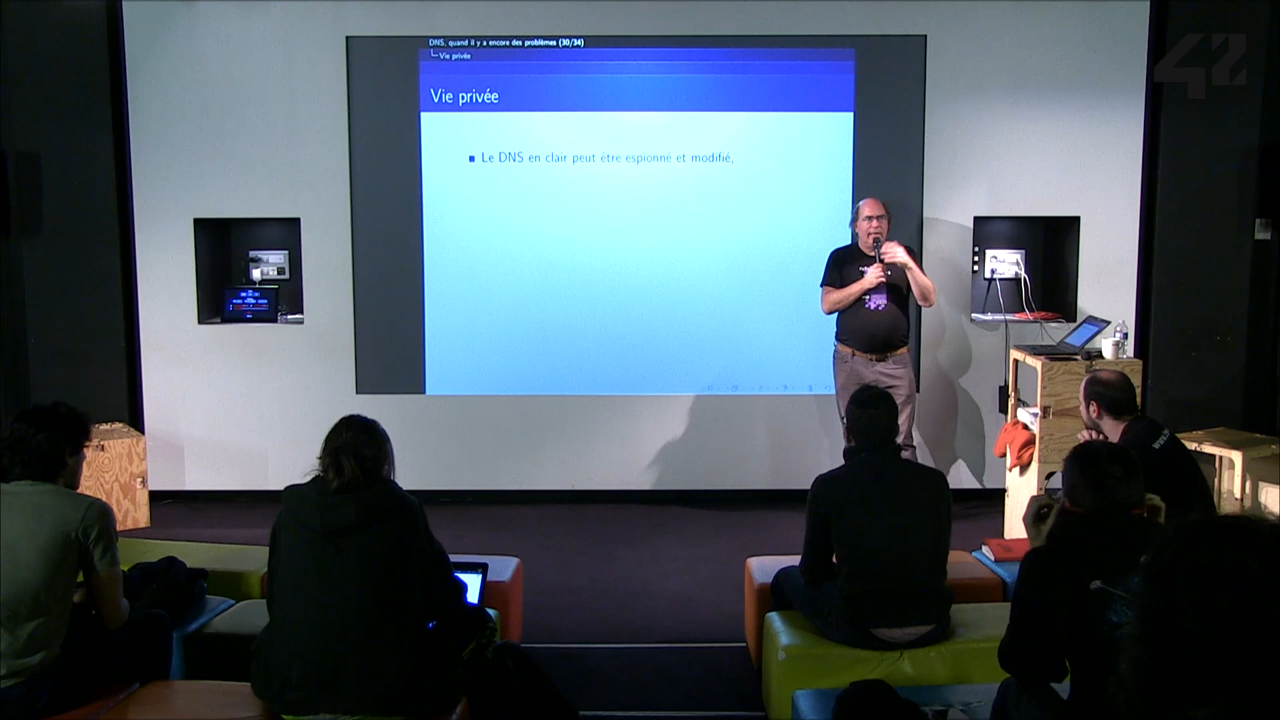 DNS, quand il y a encore des problèmes (30/34)
Vie privée
42
Vie privée
Le DNS en clair peut être espionné et modifié,